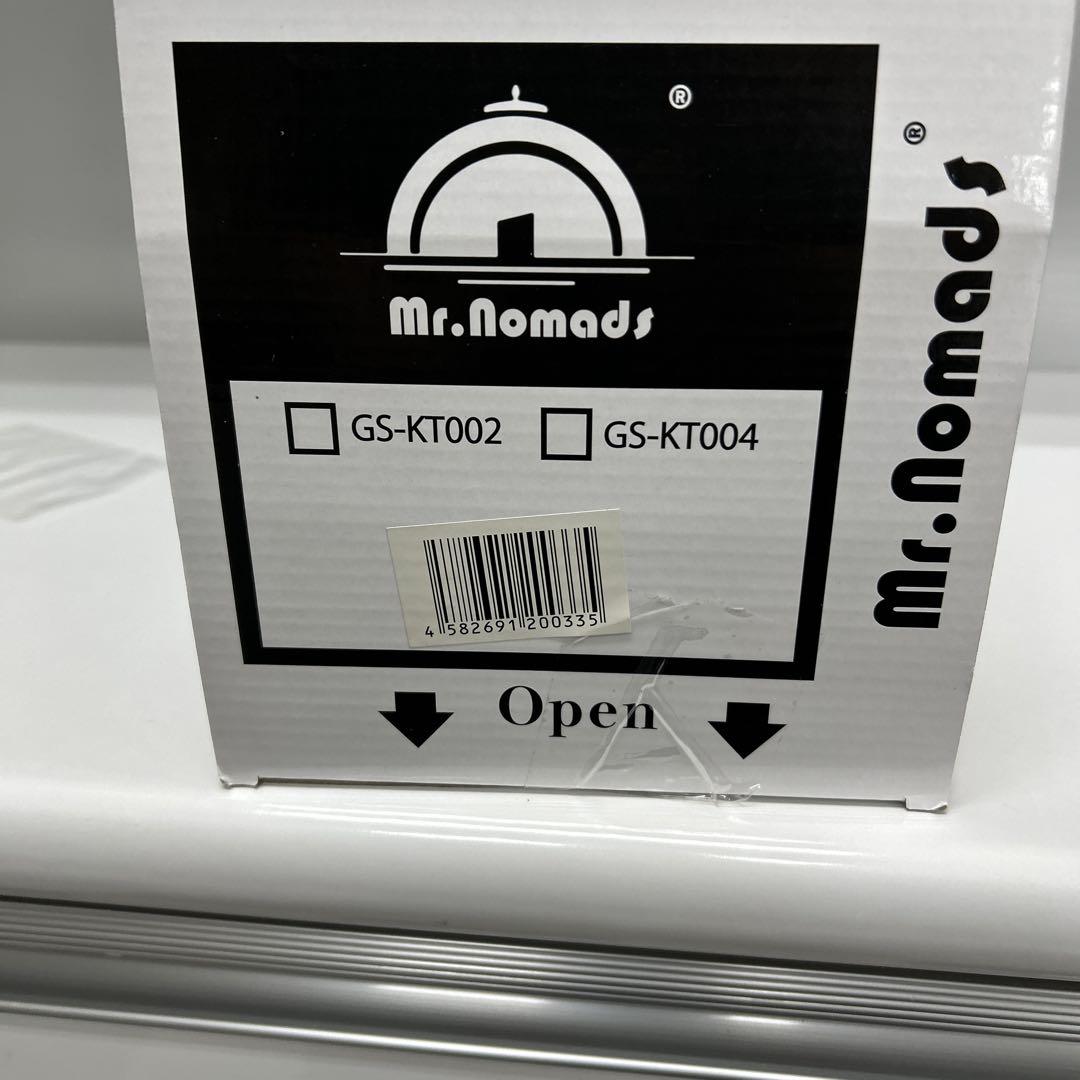 ®
Mr.Nomads
GS-KT002
GS-KT004
4 582691 200335
Open
Mr.Nomads®